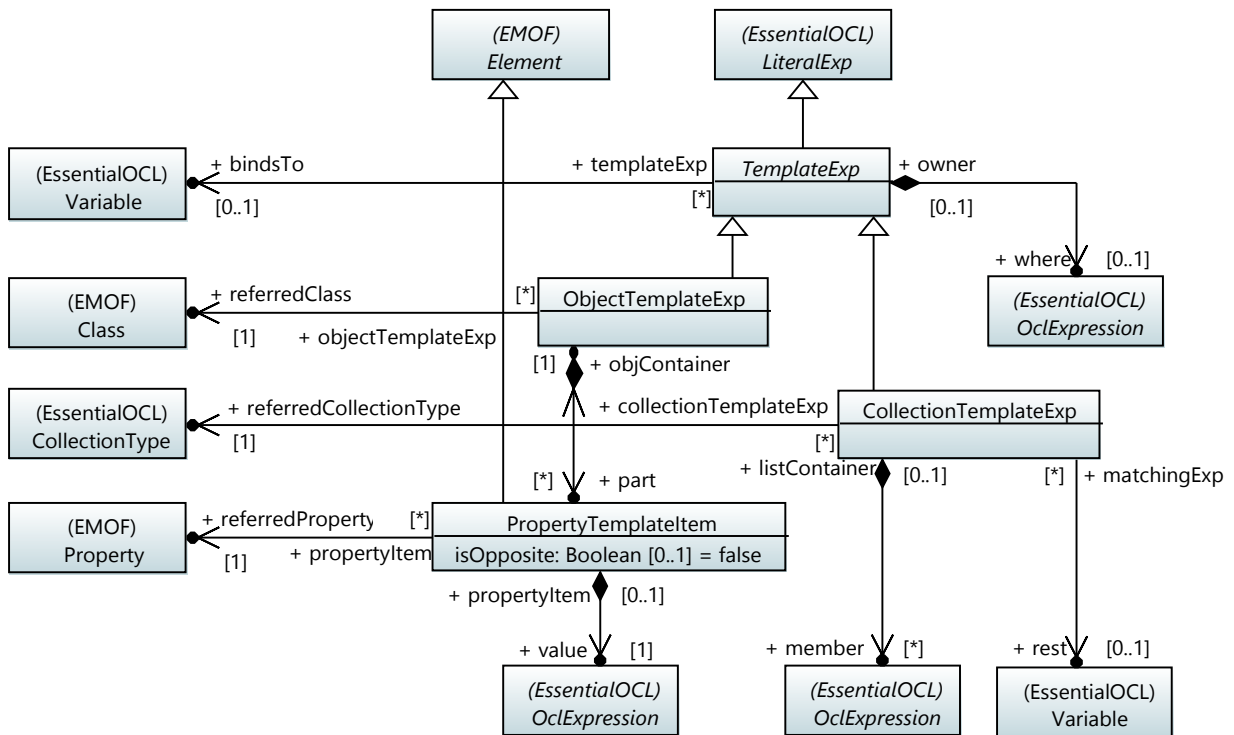 (EMOF)
Element
(EssentialOCL)
LiteralExp
(EssentialOCL)
Variable
+ bindsTo
[0..1]
+ templateExp
[*]
TemplateExp
+ owner
[0..1]
+ where
[0..1]
(EssentialOCL)
OclExpression
(EMOF)
Class
+ referredClass
[1]
[*]
+ objectTemplateExp
ObjectTemplateExp
[1]
+ objContainer
(EssentialOCL)
CollectionType
+ referredCollectionType
[1]
+ collectionTemplateExp
[*]
CollectionTemplateExp
+ listContainer
[0..1]
[*]
+ matchingExp
[*]
+ part
(EMOF)
Property
+ referredProperty
[1]
[*]
+ propertyItem
PropertyTemplateItem
isOpposite: Boolean [0..1] = false
+ propertyItem
[0..1]
+ value
[1]
(EssentialOCL)
OclExpression
+ member
[*]
(EssentialOCL)
OclExpression
+ rest
[0..1]
(EssentialOCL)
Variable